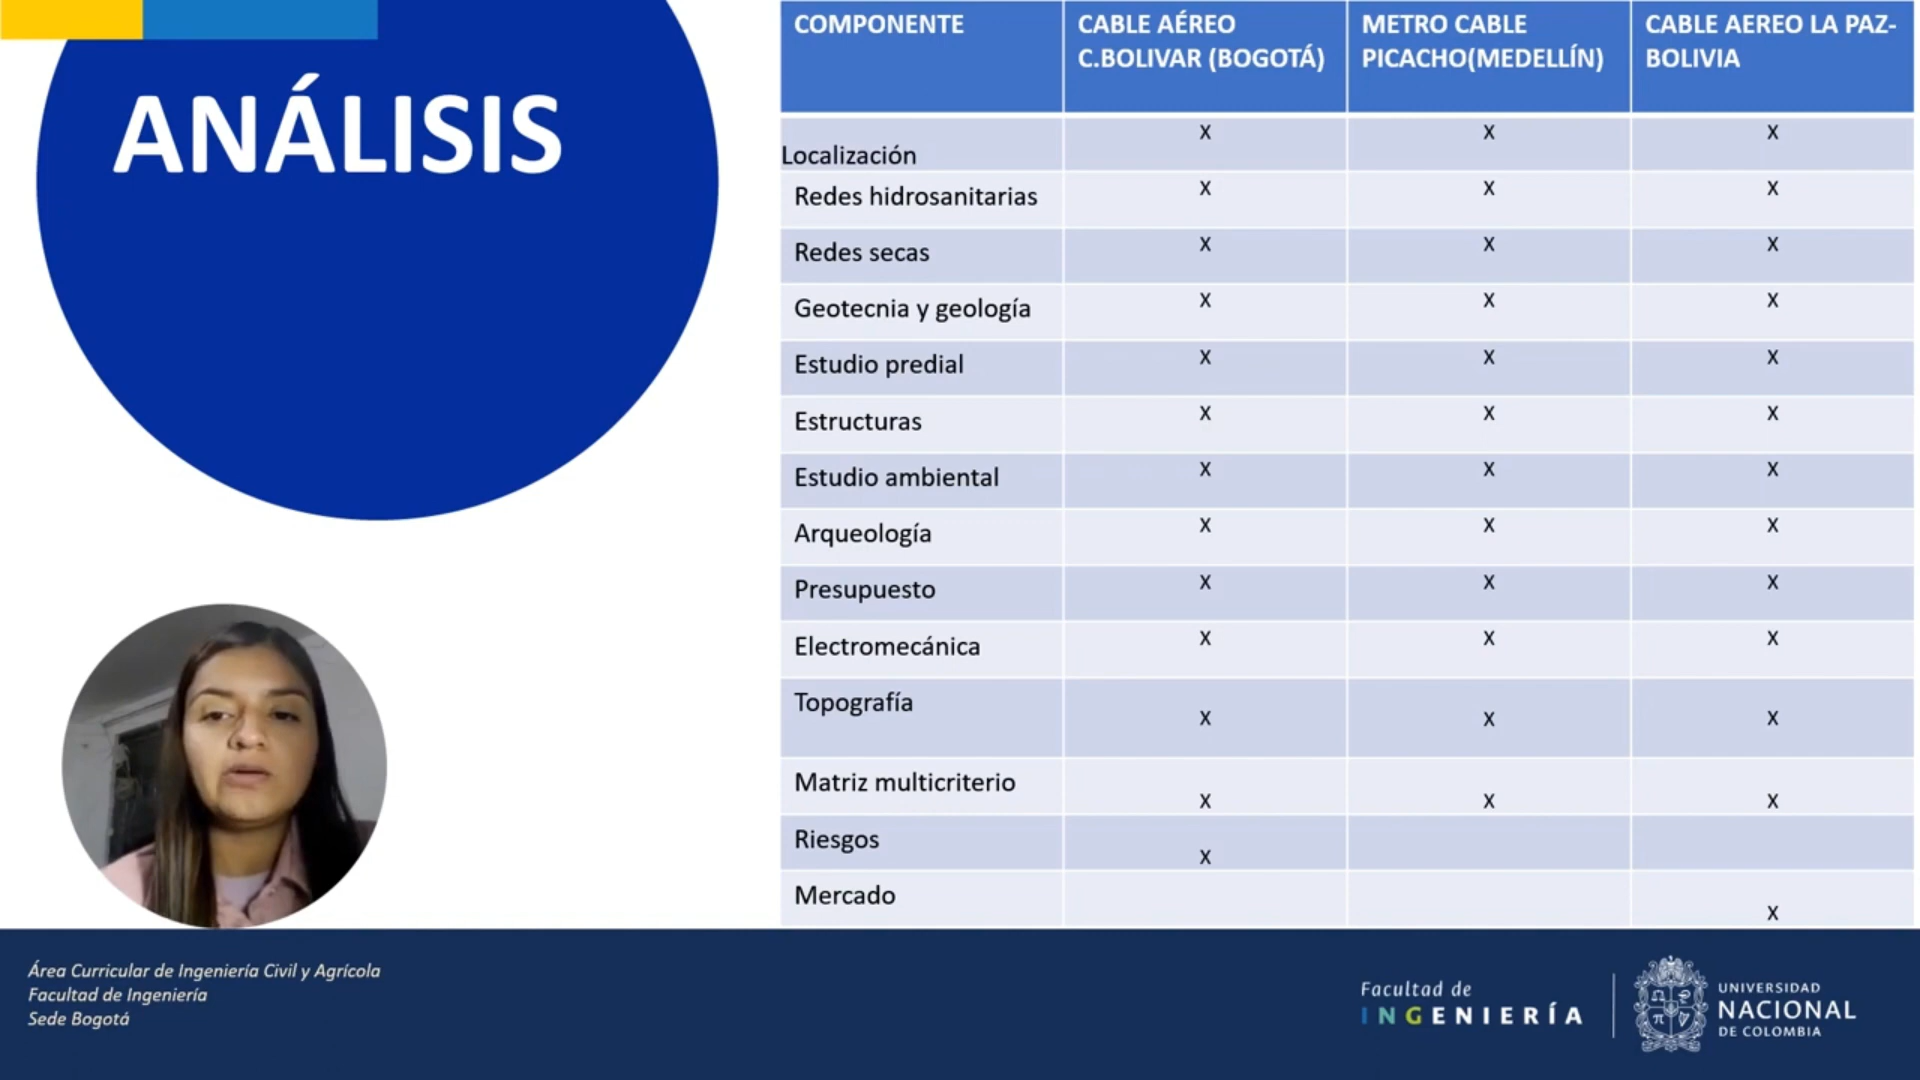 ANÁLISIS
COMPONENTE
CABLE AÉREO
C.BOLIVAR (BOGOTÁ)
METRO CABLE
PICACHO(MEDELLÍN)
CABLE AEREO LA PAZ-
BOLIVIA
Localización X X X
Redes hidrosanitarias X X X
Redes secas X X X
Geotecnia y geología X X X
Estudio predial X X X
Estructuras X X X
Estudio ambiental X X X
Arqueología X X X
Presupuesto X X X
Electromecánica X X X
Topografía X X X
Matriz multicriterio X X X
Riesgos X
Mercado X
Área Curricular de Ingeniería Civil y Agrícola
Facultad de Ingeniería
Sede Bogotá
Facultad de
INGENIERÍA
UNIVERSIDAD
NACIONAL
DE COLOMBIA